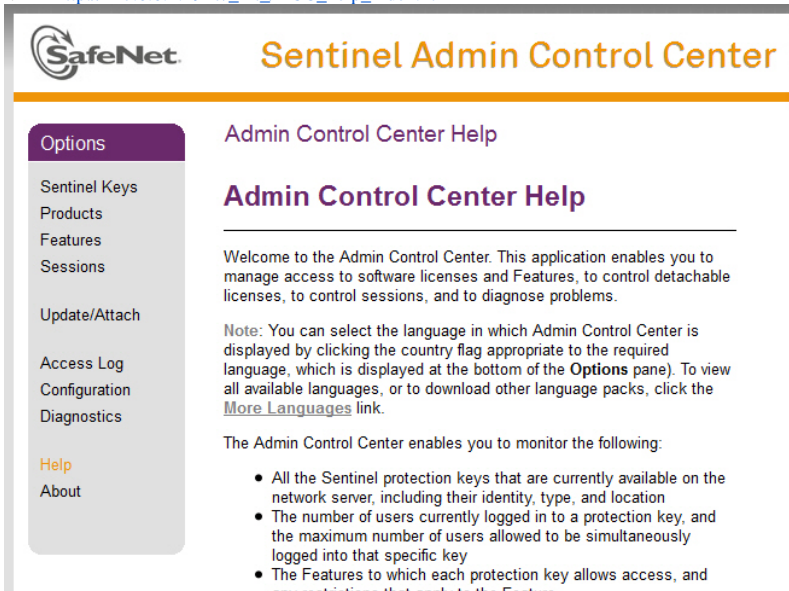 SafeNet.
Sentinel Admin Control Center
Options
Sentinel Keys
Products
Features
Sessions
Update/Attach
Access Log
Configuration
Diagnostics
Help
About
Admin Control Center Help
Admin Control Center Help
Welcome to the Admin Control Center. This application enables you to
manage access to software licenses and Features, to control detachable
licenses, to control sessions, and to diagnose problems.
Note: You can select the language in which Admin Control Center is
displayed by clicking the country flag appropriate to the required
language, which is displayed at the bottom of the Options pane). To view
all available languages, or to download other language packs, click the
More Languages link.
The Admin Control Center enables you to monitor the following:
• All the Sentinel protection keys that are currently available on the
network server, including their identity, type, and location
• The number of users currently logged in to a protection key, and
the maximum number of users allowed to be simultaneously
logged into that specific key
• The Features to which each protection key allows access, and